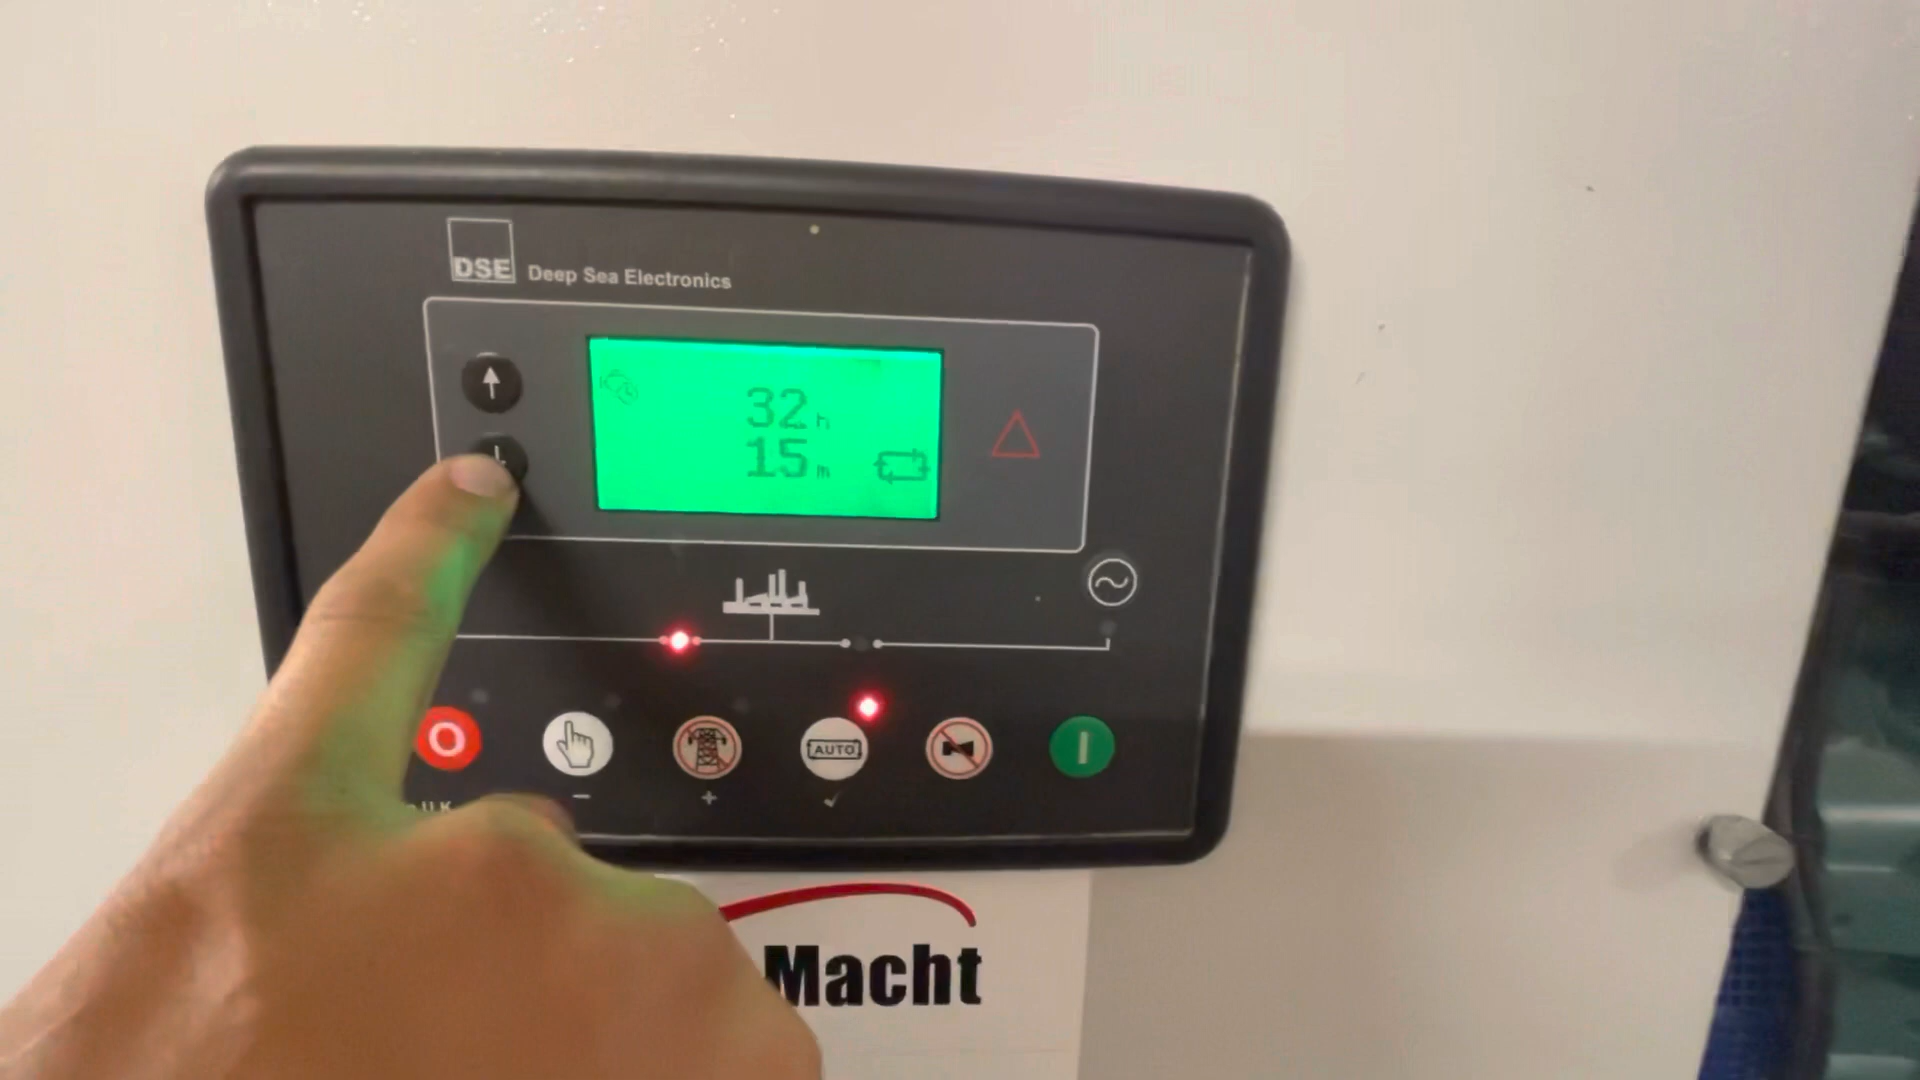 DSE Deep Sea Electronics
32 h
15 m
O
AUTO
I
− + ✓
U.K
Macht